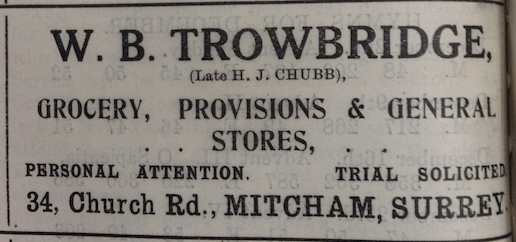 W. B. TROWBRIDGE,
(Late H. J. CHUBB),
GROCERY, PROVISIONS & GENERAL
. . STORES, . .
PERSONAL ATTENTION. TRIAL SOLICITED
34, Church Rd., MITCHAM, SURREY.